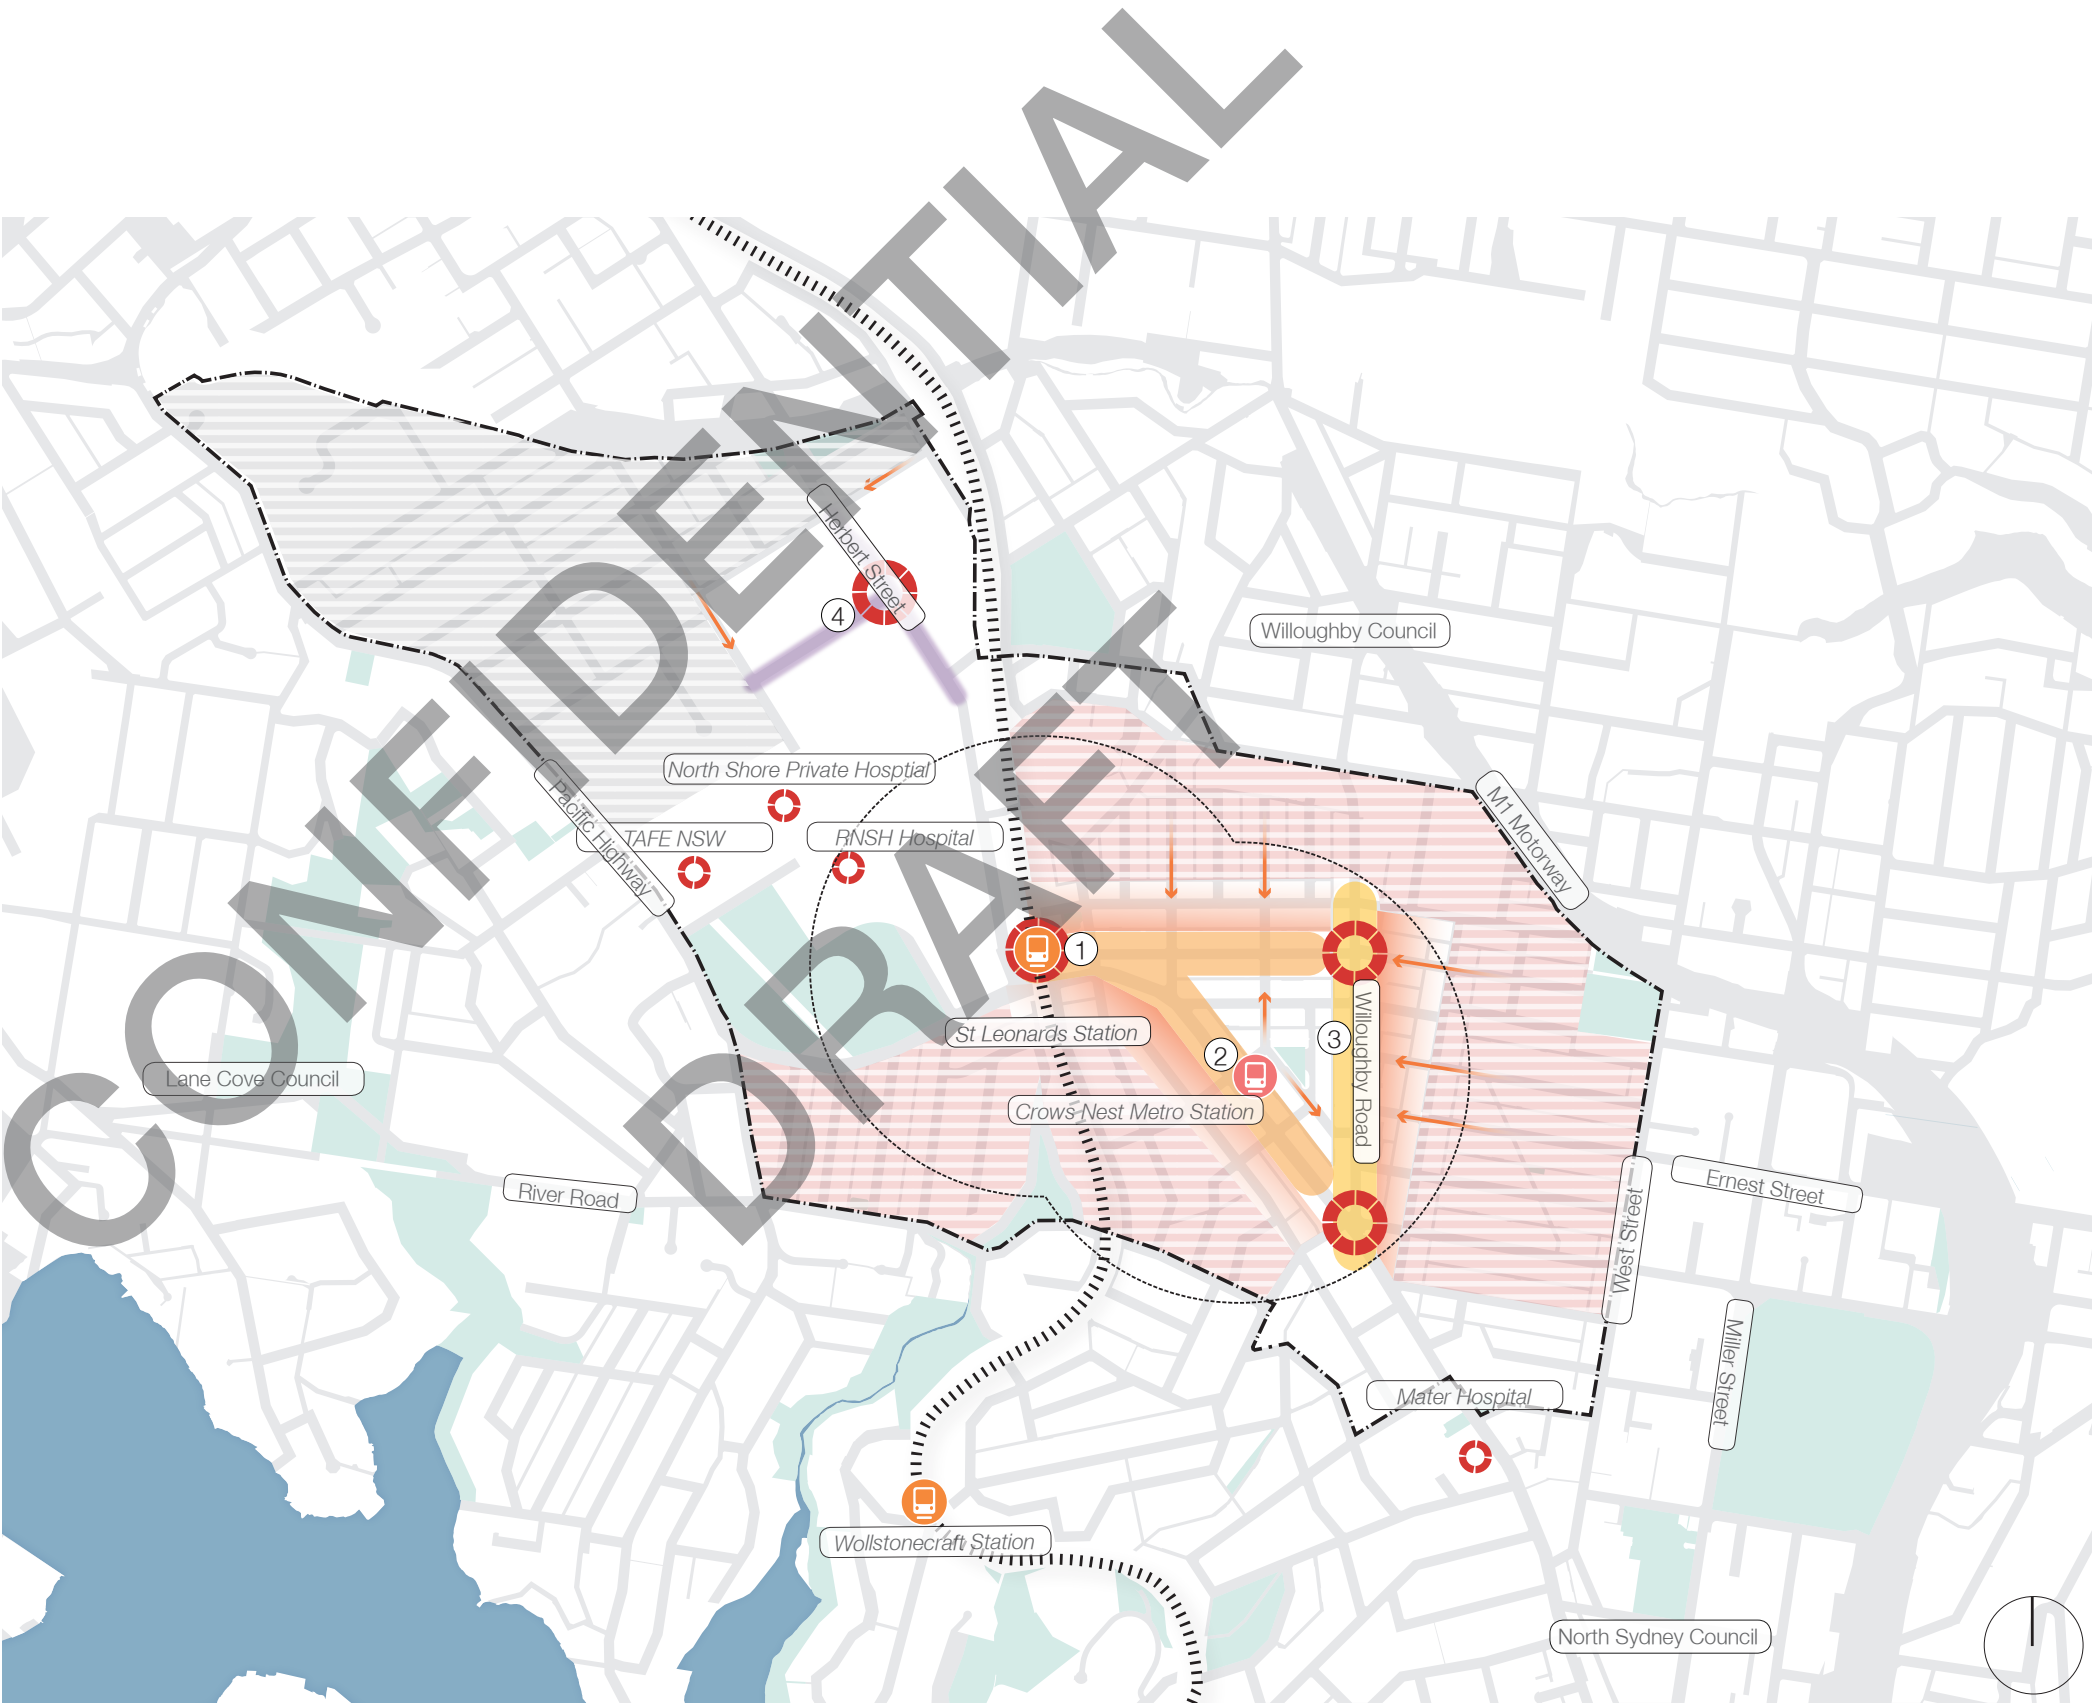 CONFIDENTIAL
DRAFT
Herbert Street
4
Willoughby Council
North Shore Private Hosptial
M1 Motorway
Pacific Highway
TAFE NSW
RNSH Hospital
1
St Leonards Station
Willoughby Road
3
2
Lane Cove Council
Crows Nest Metro Station
River Road
Ernest Street
West Street
Miller Street
Mater Hospital
Wollstonecraft Station
North Sydney Council